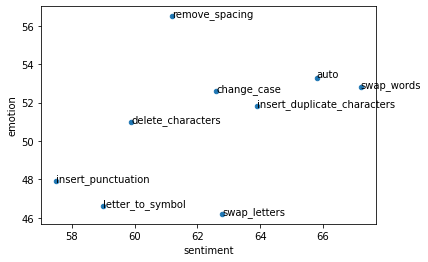 56
54
52
50
48
46
emotion
remove_spacing
auto
swap_words
change_case
insert_duplicate_characters
delete_characters
insert_punctuation
letter_to_symbol
swap_letters
58 60 62 64 66
sentiment